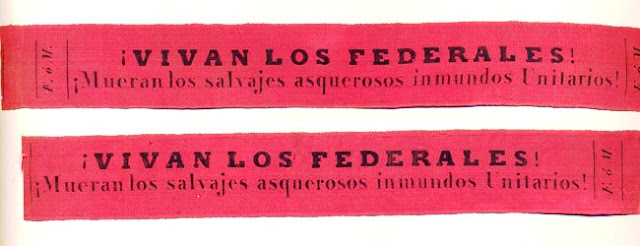 F. ó M.
¡VIVAN LOS FEDERALES!
¡Mueran los salvajes asquerosos inmundos Unitarios!
F. ó M.
¡VIVAN LOS FEDERALES!
¡Mueran los salvajes asquerosos inmundos Unitarios!
F. ó M.